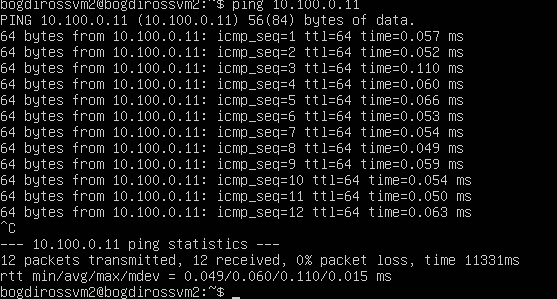 bogdirossvm2@bogdirossvm2:~$ ping 10.100.0.11
PING 10.100.0.11 (10.100.0.11) 56(84) bytes of data.
64 bytes from 10.100.0.11: icmp_seq=1 ttl=64 time=0.057 ms
64 bytes from 10.100.0.11: icmp_seq=2 ttl=64 time=0.052 ms
64 bytes from 10.100.0.11: icmp_seq=3 ttl=64 time=0.110 ms
64 bytes from 10.100.0.11: icmp_seq=4 ttl=64 time=0.060 ms
64 bytes from 10.100.0.11: icmp_seq=5 ttl=64 time=0.066 ms
64 bytes from 10.100.0.11: icmp_seq=6 ttl=64 time=0.053 ms
64 bytes from 10.100.0.11: icmp_seq=7 ttl=64 time=0.054 ms
64 bytes from 10.100.0.11: icmp_seq=8 ttl=64 time=0.049 ms
64 bytes from 10.100.0.11: icmp_seq=9 ttl=64 time=0.059 ms
64 bytes from 10.100.0.11: icmp_seq=10 ttl=64 time=0.054 ms
64 bytes from 10.100.0.11: icmp_seq=11 ttl=64 time=0.050 ms
64 bytes from 10.100.0.11: icmp_seq=12 ttl=64 time=0.063 ms
^C
--- 10.100.0.11 ping statistics ---
12 packets transmitted, 12 received, 0% packet loss, time 11331ms
rtt min/avg/max/mdev = 0.049/0.060/0.110/0.015 ms
bogdirossvm2@bogdirossvm2:~$ _